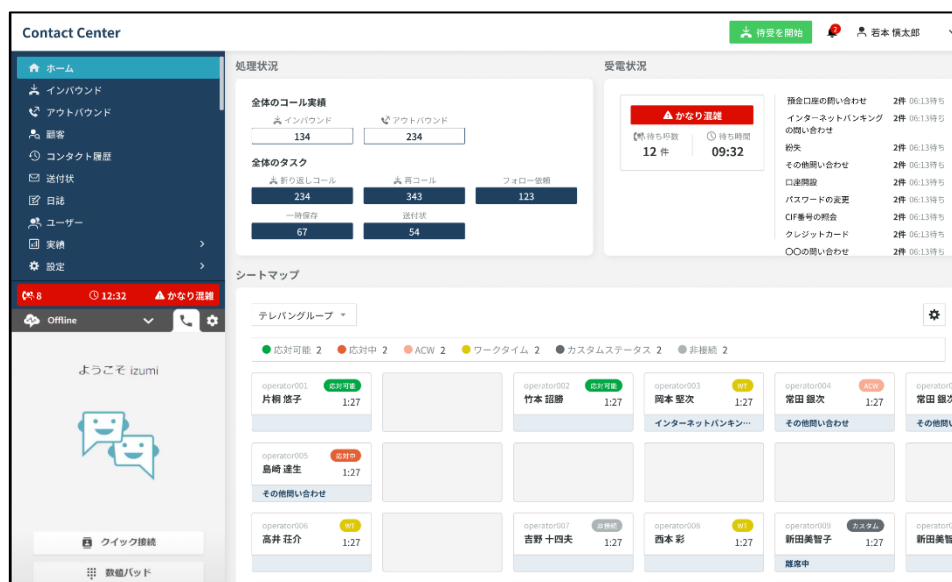 Contact Center
待受を開始
2
若本 慎太郎
ホーム
インバウンド
アウトバウンド
顧客
コンタクト履歴
送付状
日誌
ユーザー
実績
設定
8 12:32 かなり混雑
Offline
ようこそ izumi
クイック接続
数値パッド
処理状況
全体のコール実績
インバウンド アウトバウンド
134 234
全体のタスク
折り返しコール 再コール フォロー依頼
234 343 123
一時保存 送付状
67 54
受電状況
かなり混雑
待ち呼数 待ち時間
12 件 09:32
預金口座の問い合わせ 2件 06:13待ち
インターネットバンキング 2件 06:13待ち
の問い合わせ
紛失 2件 06:13待ち
その他問い合わせ 2件 06:13待ち
口座開設 2件 06:13待ち
パスワードの変更 2件 06:13待ち
CIF番号の照会 2件 06:13待ち
クレジットカード 2件 06:13待ち
〇〇の問い合わせ 2件 06:13待ち
シートマップ
テレバングループ
応対可能 2 応対中 2 ACW 2 ワークタイム 2 カスタムステータス 2 非接続 2
operator001 応対可能
片桐 悠子 1:27
operator002 応対可能
竹本 詔勝 1:27
operator003 WT
岡本 堅次 1:27
インターネットバンキン…
operator004 ACW
常田 銀次 1:27
その他問い合わせ
operator0
常田 銀次
その他問い
operator005 応対中
島崎 達生 1:27
その他問い合わせ
operator006 WT
高井 荘介 1:27
operator007 非接続
吉野 十四夫 1:27
operator008 WT
西本 彩 1:27
operator009 カスタム
新田美智子 1:27
離席中
operator0
新田美智